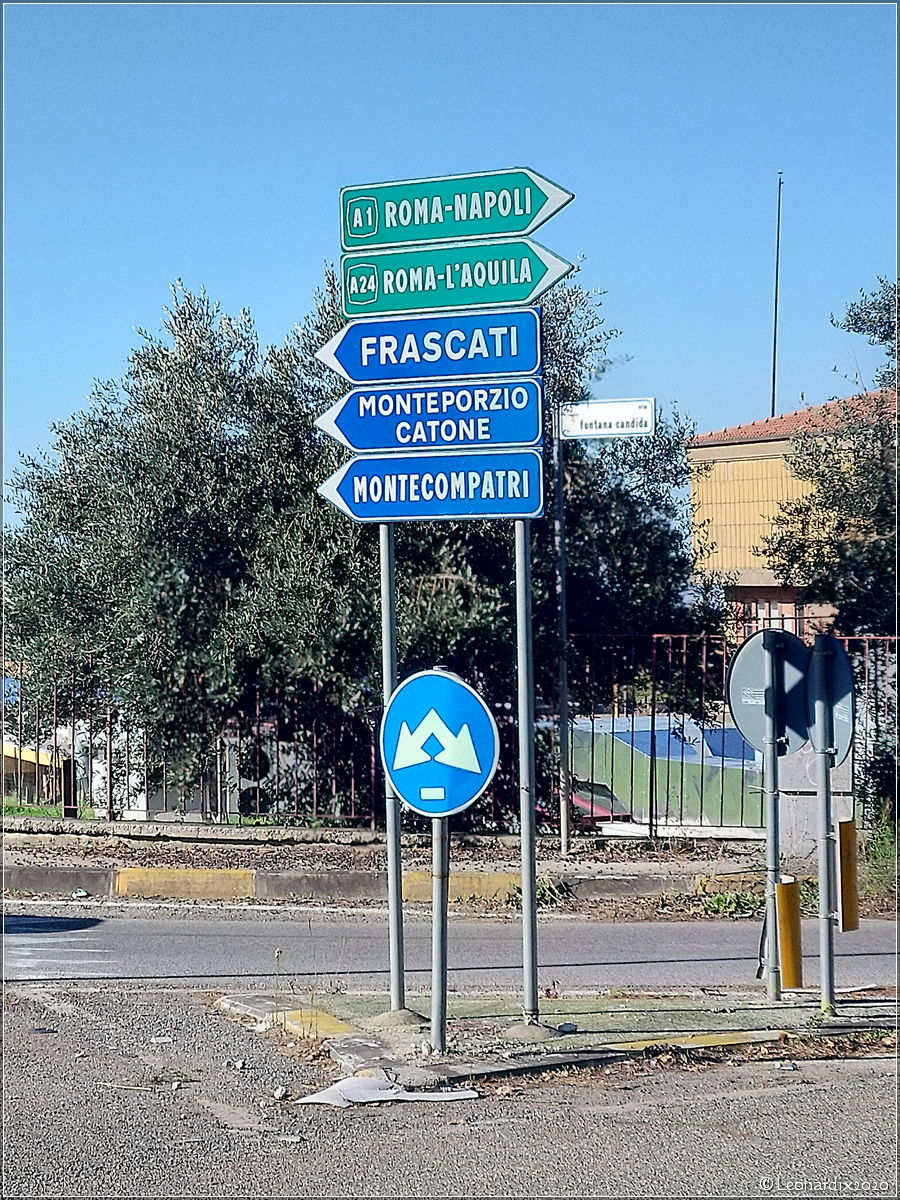 A1 ROMA-NAPOLI
A24 ROMA-L'AQUILA
FRASCATI
MONTEPORZIO
CATONE
MONTECOMPATRI
via
fontana candida
©Leonardix2020